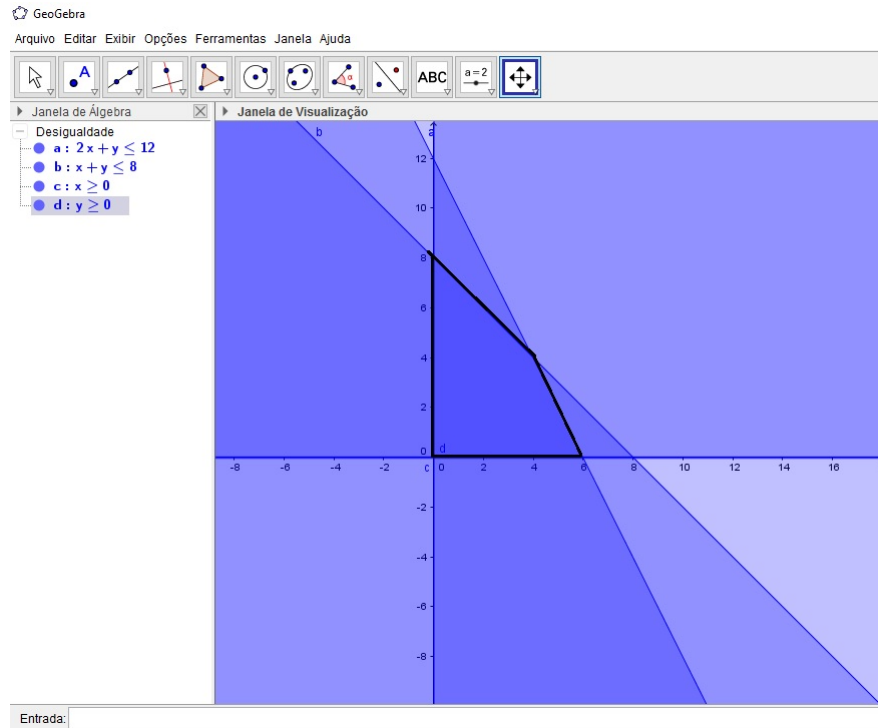 GeoGebra
Arquivo Editar Exibir Opções Ferramentas Janela Ajuda
A
α
ABC
a=2
Janela de Álgebra
Janela de Visualização
Desigualdade
a : 2 x + y ≤ 12
b : x + y ≤ 8
c : x ≥ 0
d : y ≥ 0
b
a
12
10
8
6
4
2
0
d
-8 -6 -4 -2 c 0 2 4 6 8 10 12 14 16
-2
-4
-6
-8
Entrada: